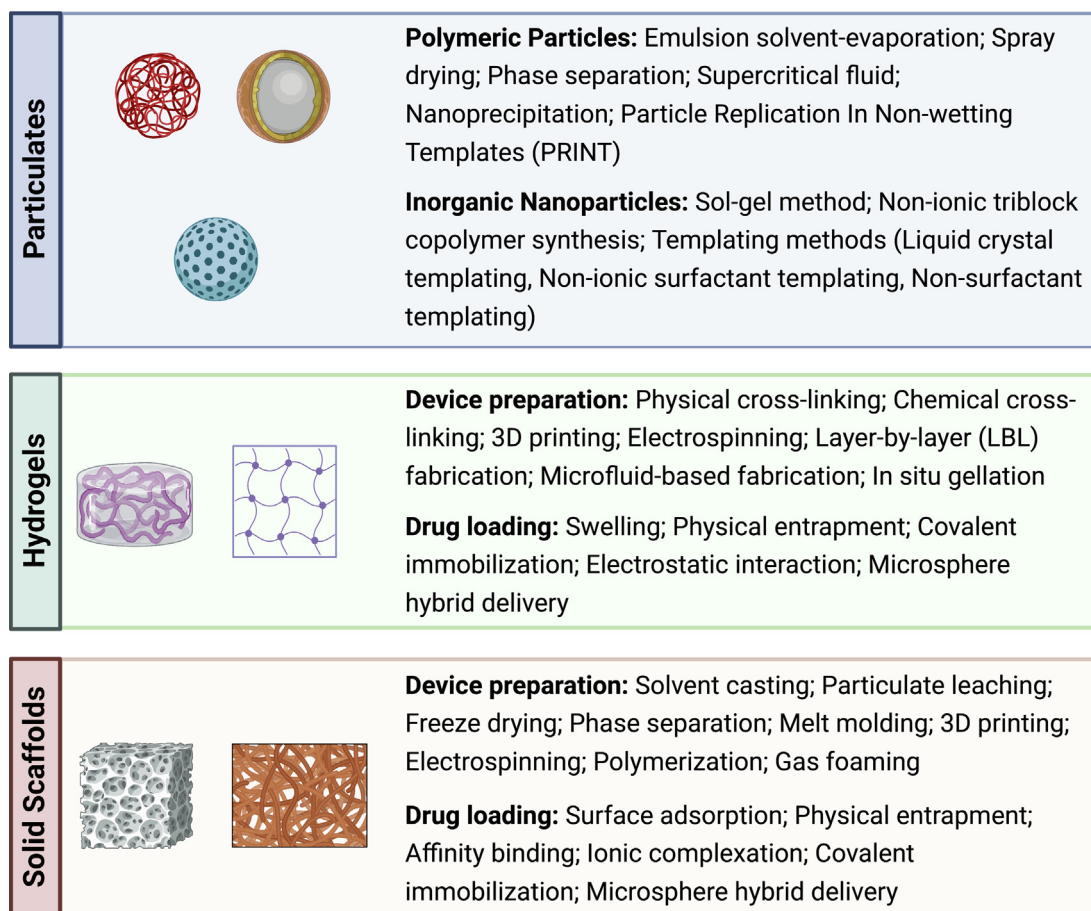 Particulates
Polymeric Particles: Emulsion solvent-evaporation; Spray
drying; Phase separation; Supercritical fluid;
Nanoprecipitation; Particle Replication In Non-wetting
Templates (PRINT)
Inorganic Nanoparticles: Sol-gel method; Non-ionic triblock
copolymer synthesis; Templating methods (Liquid crystal
templating, Non-ionic surfactant templating, Non-surfactant
templating)
Hydrogels
Device preparation: Physical cross-linking; Chemical cross-
linking; 3D printing; Electrospinning; Layer-by-layer (LBL)
fabrication; Microfluid-based fabrication; In situ gellation
Drug loading: Swelling; Physical entrapment; Covalent
immobilization; Electrostatic interaction; Microsphere
hybrid delivery
Solid Scaffolds
Device preparation: Solvent casting; Particulate leaching;
Freeze drying; Phase separation; Melt molding; 3D printing;
Electrospinning; Polymerization; Gas foaming
Drug loading: Surface adsorption; Physical entrapment;
Affinity binding; Ionic complexation; Covalent
immobilization; Microsphere hybrid delivery